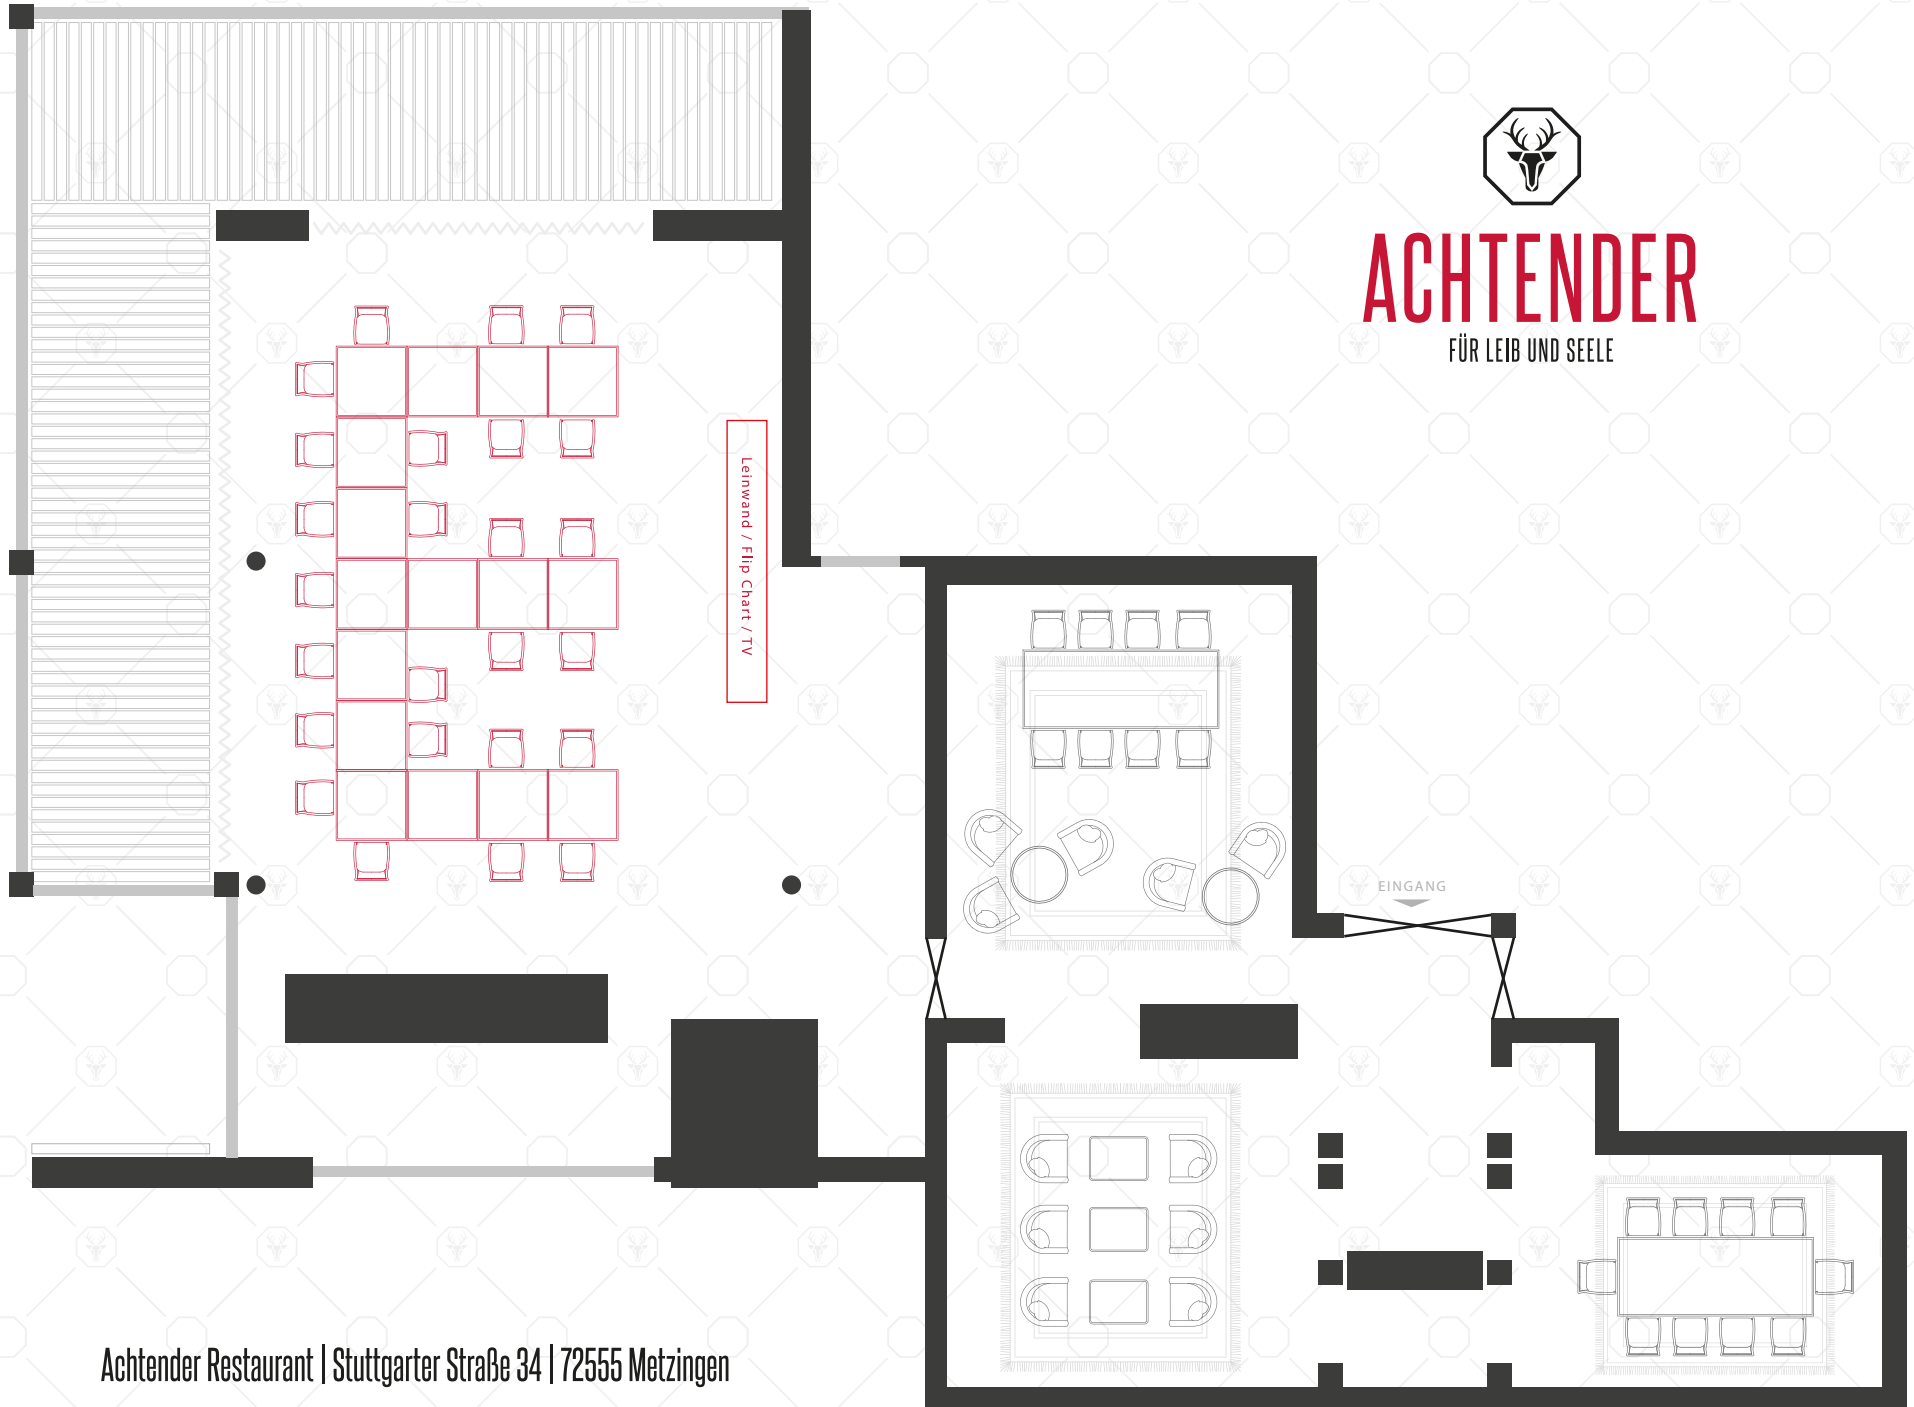 ACHTENDER
FÜR LEIB UND SEELE
Leinwand / Flip Chart / TV
EINGANG
Achtender Restaurant | Stuttgarter Straße 34 | 72555 Metzingen